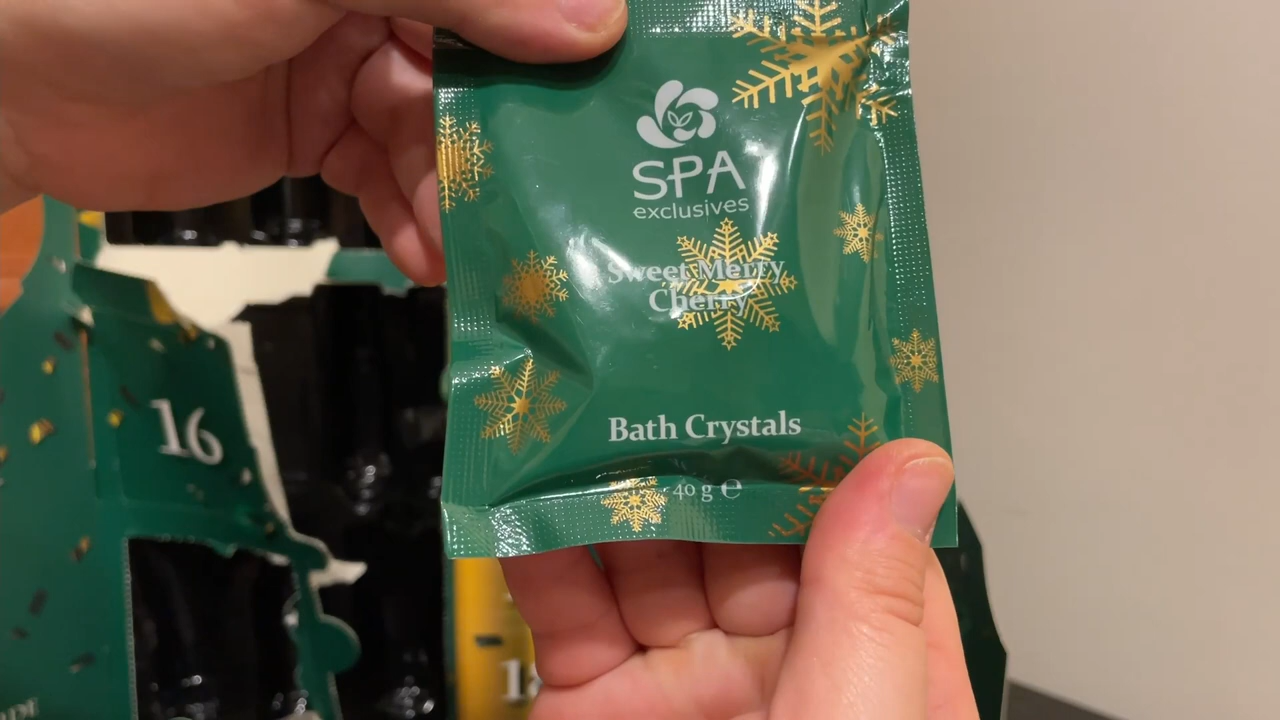 SPA
exclusives
Sweet Merry
Cherry
Bath Crystals
40 g ℮
16